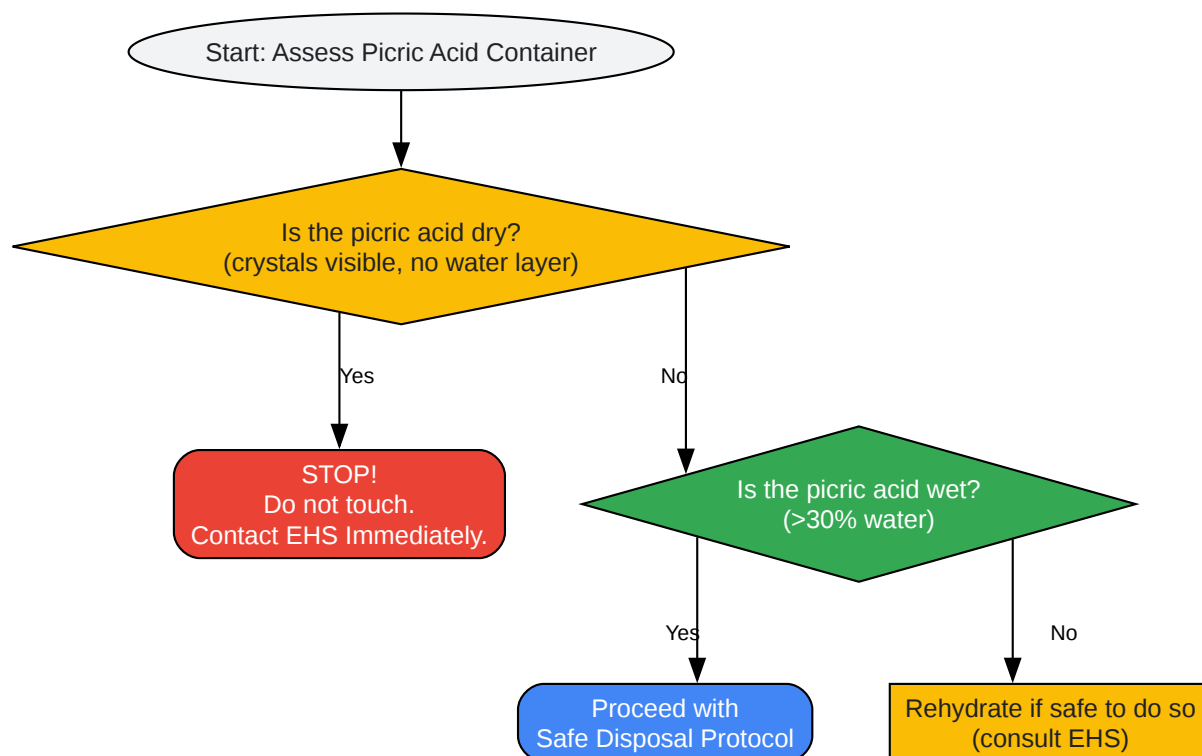 Start: Assess Picric Acid Container
Is the picric acid dry?
(crystals visible, no water layer)
Yes
No
STOP!
Do not touch.
Contact EHS Immediately.
Is the picric acid wet?
(>30% water)
Yes
No
Proceed with
Safe Disposal Protocol
Rehydrate if safe to do so
(consult EHS)